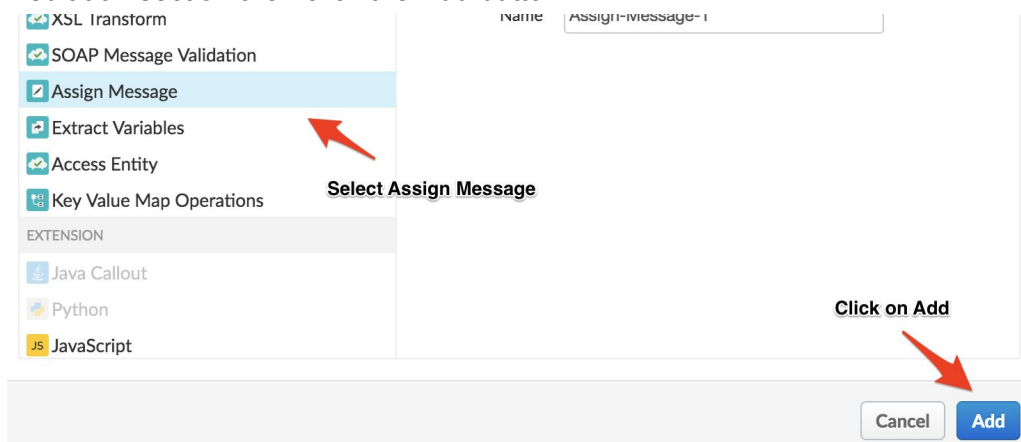 XSL Transform
Name Assign-Message-1
SOAP Message Validation
Assign Message
Extract Variables
Access Entity
Select Assign Message
Key Value Map Operations
EXTENSION
Java Callout
Python
Click on Add
JS JavaScript
Cancel Add